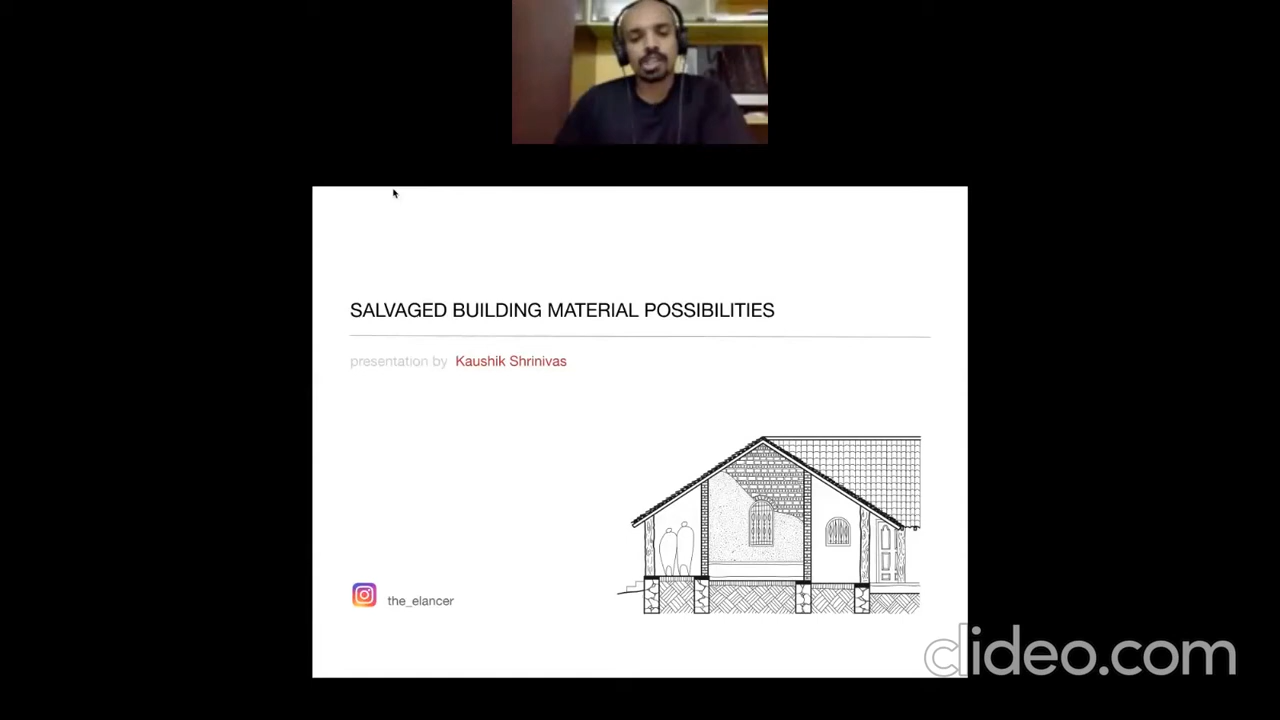 SALVAGED BUILDING MATERIAL POSSIBILITIES
presentation by Kaushik Shrinivas
the_elancer
clideo.com